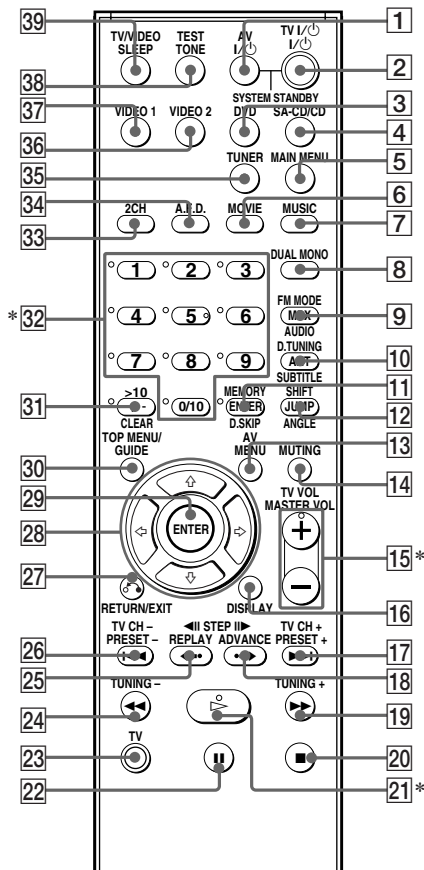 39 TV/VIDEO SLEEP TEST TONE AV I/⏻ TV I/⏻ I/⏻ 1
38 2
SYSTEM STANDBY
37 VIDEO 1 VIDEO 2 DVD SA-CD/CD 3
36 4
35 TUNER MAIN MENU 5
34 6
2CH A.F.D. MOVIE MUSIC
33 7
DUAL MONO 8
1 2 3
* 32 4 5 6 FM MODE 9
AUDIO
7 8 9 D.TUNING 10
SUBTITLE
31 >10 0/10 MEMORY ENTER SHIFT JUMP 11
- 12
CLEAR D.SKIP ANGLE
TOP MENU/ GUIDE AV MENU MUTING 13
30 14
29 TV VOL
MASTER VOL
28 ENTER + 15 *
−
27 16
RETURN/EXIT DISPLAY
TV CH − STEP TV CH +
26 PRESET − REPLAY ADVANCE PRESET + 17
25 18
TUNING − TUNING +
24 19
TV
23 20
22 21 *